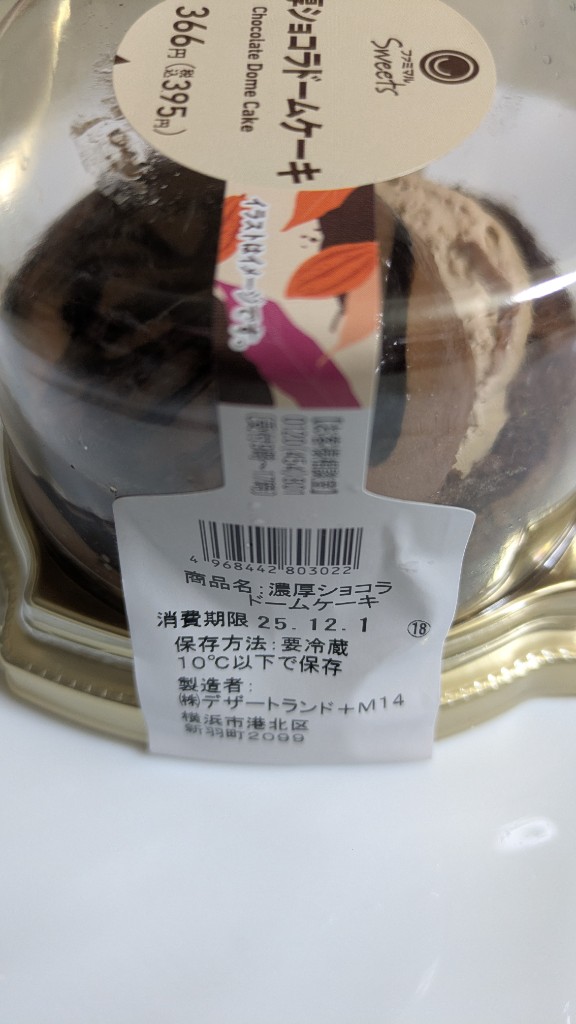 ファミマル
Sweets
厚ショコラドームケーキ
Chocolate Dome Cake
366円(税込395円)
イラストはイメージです。
4 968442 803022
商品名:濃厚ショコラ
ドームケーキ
消費期限 25.12.1
⑱
保存方法:要冷蔵
10℃以下で保存
製造者:
㈱デザートランド+M14
横浜市港北区
新羽町2099